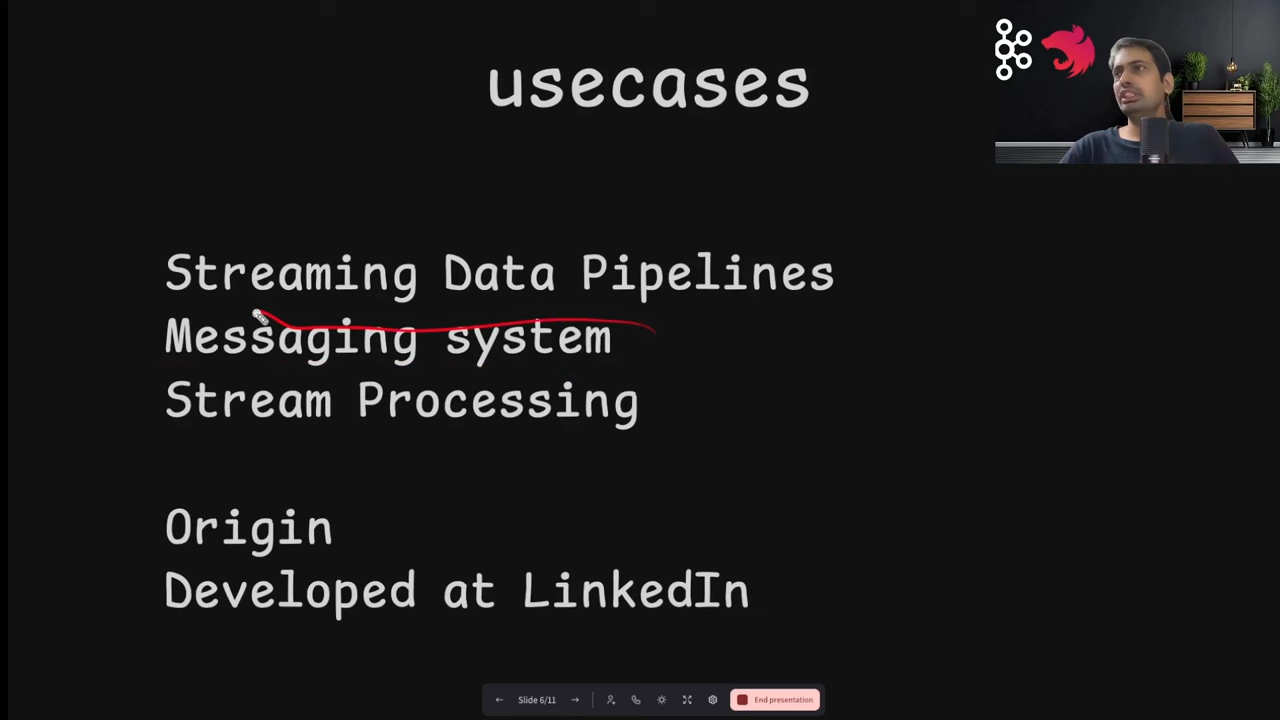 usecases
Streaming Data Pipelines
Messaging system
Stream Processing
Origin
Developed at LinkedIn
Slide 6/11
End presentation